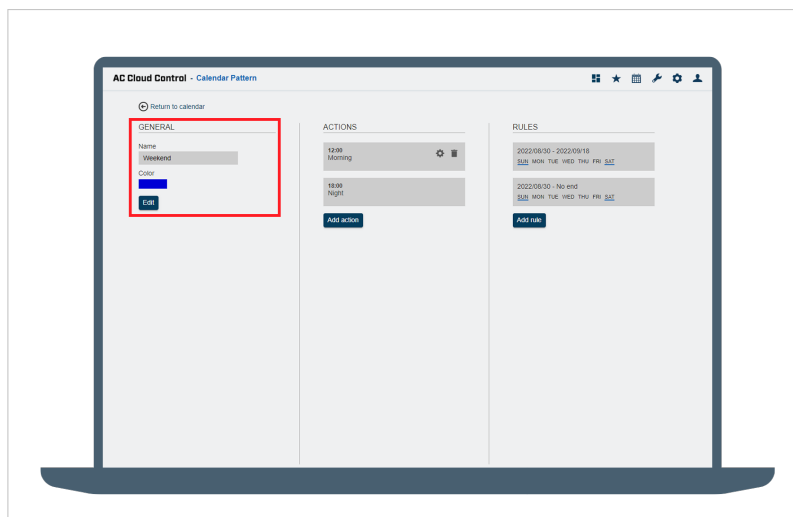 AC Cloud Control - Calendar Pattern
Return to calendar
GENERAL
Name
Weekend
Color
Edit
ACTIONS
12:00
Morning
18:00
Night
Add action
RULES
2022/08/30 - 2022/09/18
SUN MON TUE WED THU FRI SAT
2022/08/30 - No end
SUN MON TUE WED THU FRI SAT
Add rule